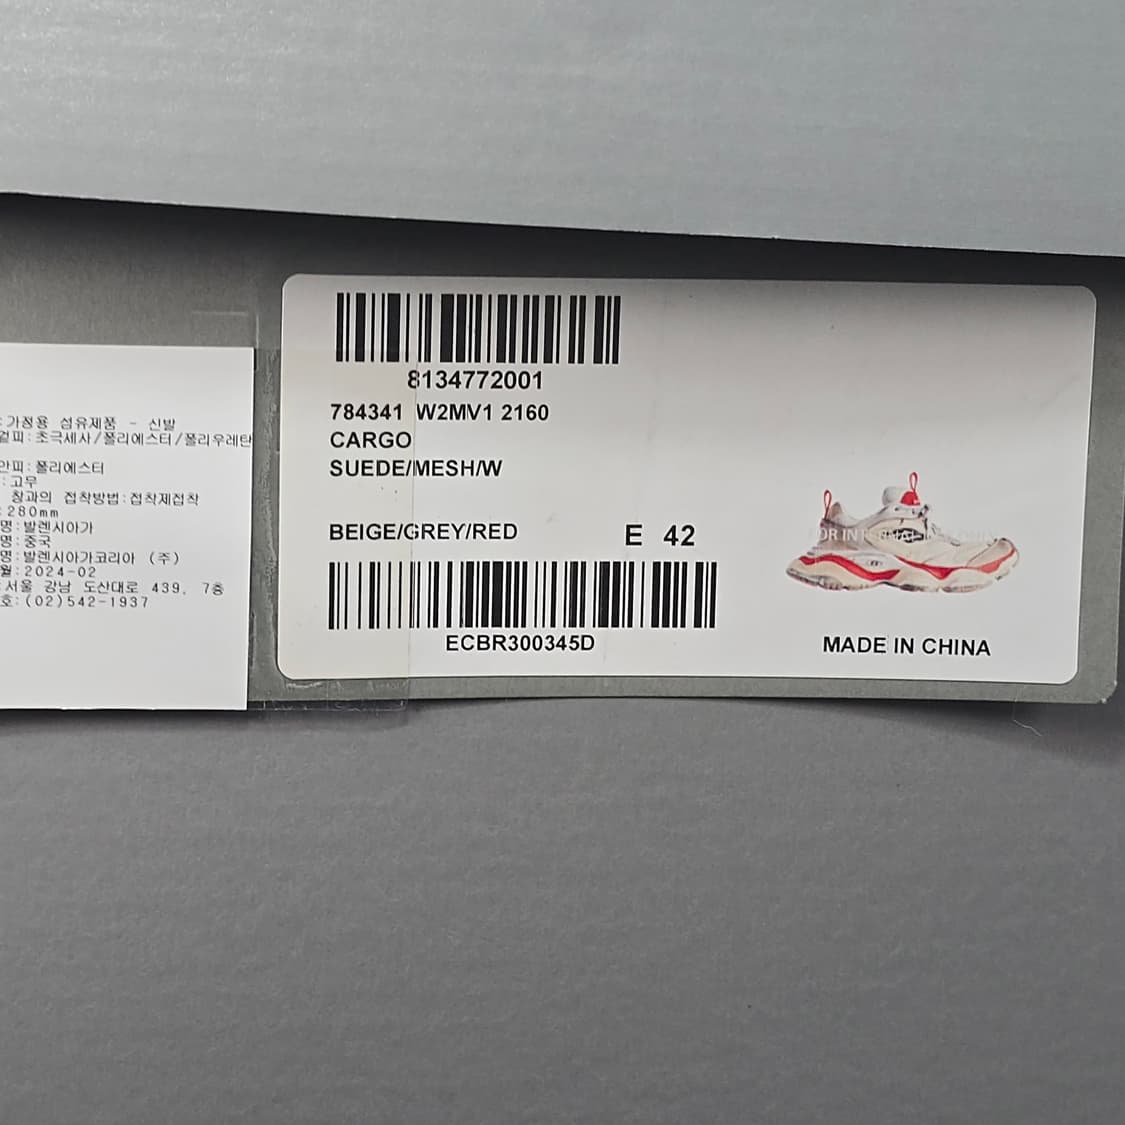 : 가정용 섬유제품 - 신발
겉피: 초극세사/폴리에스터/폴리우레탄
안피: 폴리에스터
: 고무
창과의 접착방법: 접착제접착
: 280mm
명: 발렌시아가
명: 중국
명: 발렌시아가코리아 (주)
월: 2024-02
: 서울 강남 도산대로 439, 7층
호: (02)542-1937
8134772001
784341 W2MV1 2160
CARGO
SUEDE/MESH/W
BEIGE/GREY/RED
E 42
ECBR300345D
MADE IN CHINA